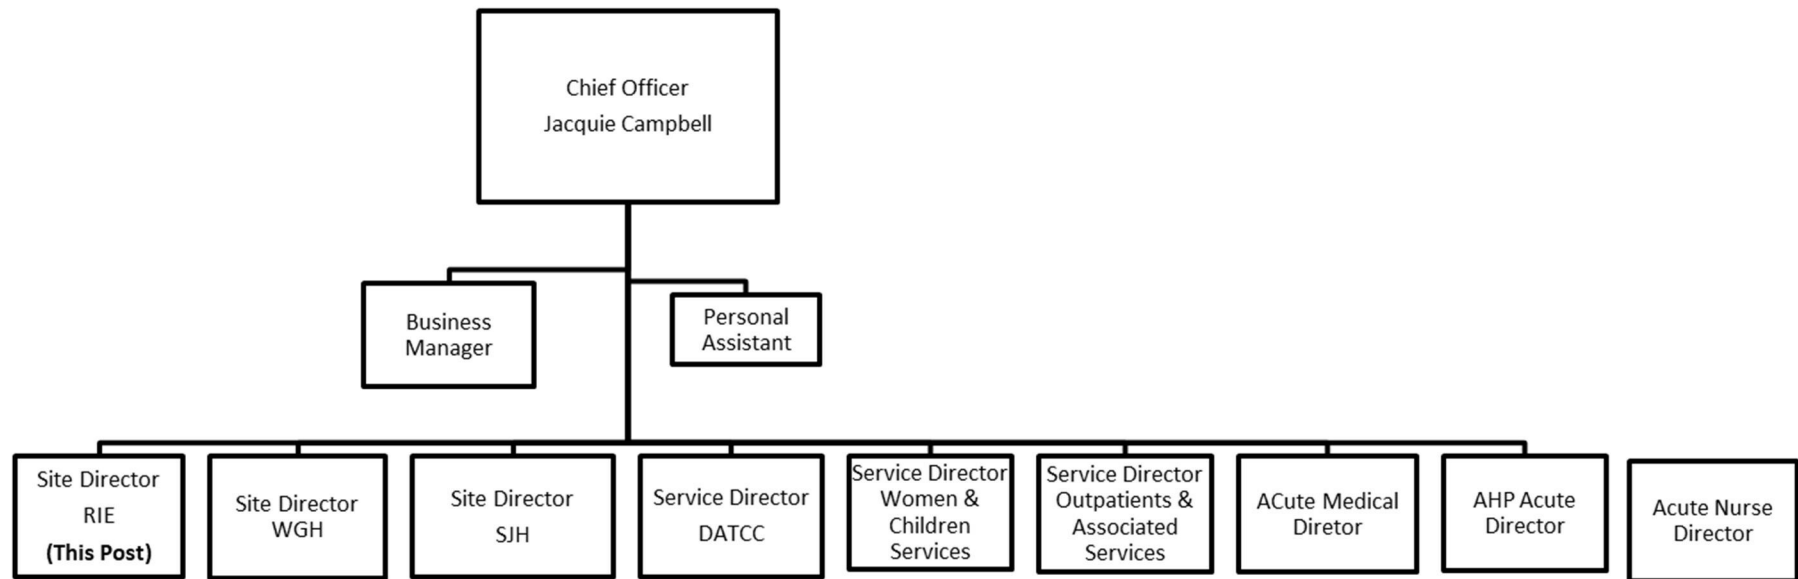 Chief Officer
Jacquie Campbell
Business
Manager
Personal
Assistant
Site Director
RIE
(This Post)
Site Director
WGH
Site Director
SJH
Service Director
DATCC
Service Director
Women &
Children
Services
Service Director
Outpatients &
Associated
Services
ACute Medical
Diretor
AHP Acute
Director
Acute Nurse
Director